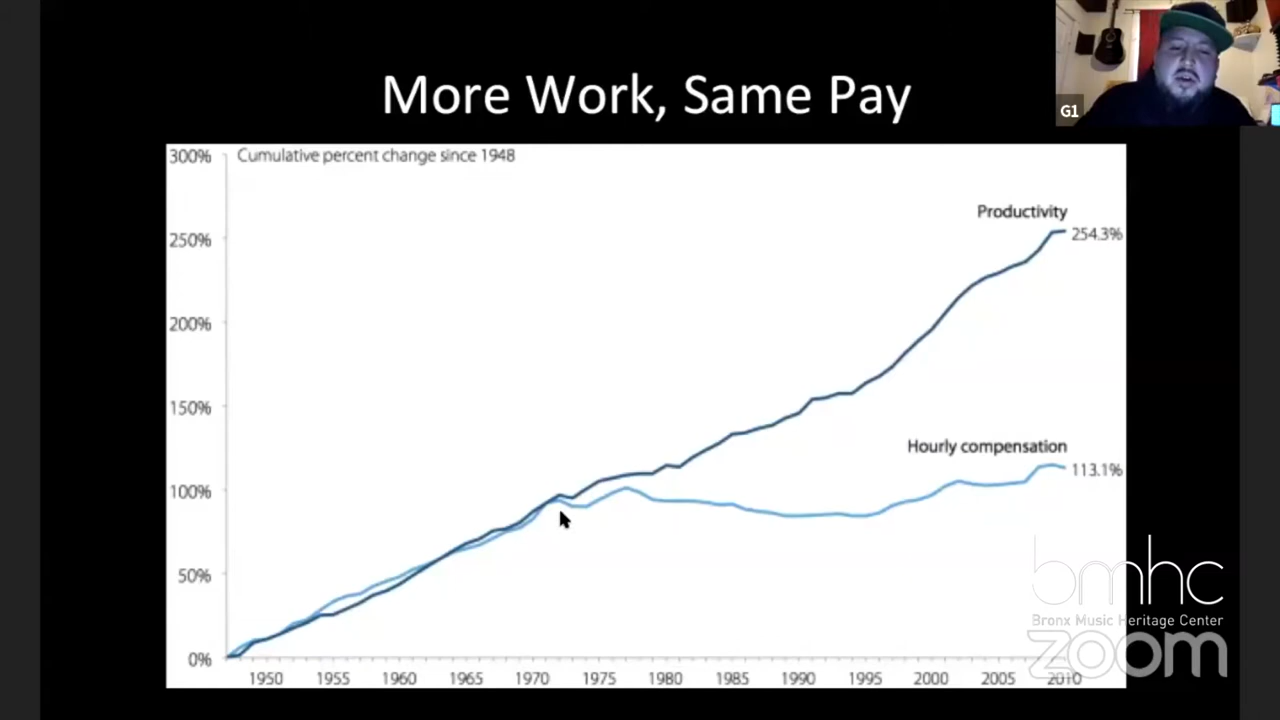 More Work, Same Pay
G1
Cumulative percent change since 1948
300%
250%
200%
150%
100%
50%
0%
Productivity
254.3%
Hourly compensation
113.1%
1950 1955 1960 1965 1970 1975 1980 1985 1990 1995 2000 2005 2010
bmhc
Bronx Music Heritage Center
zoom